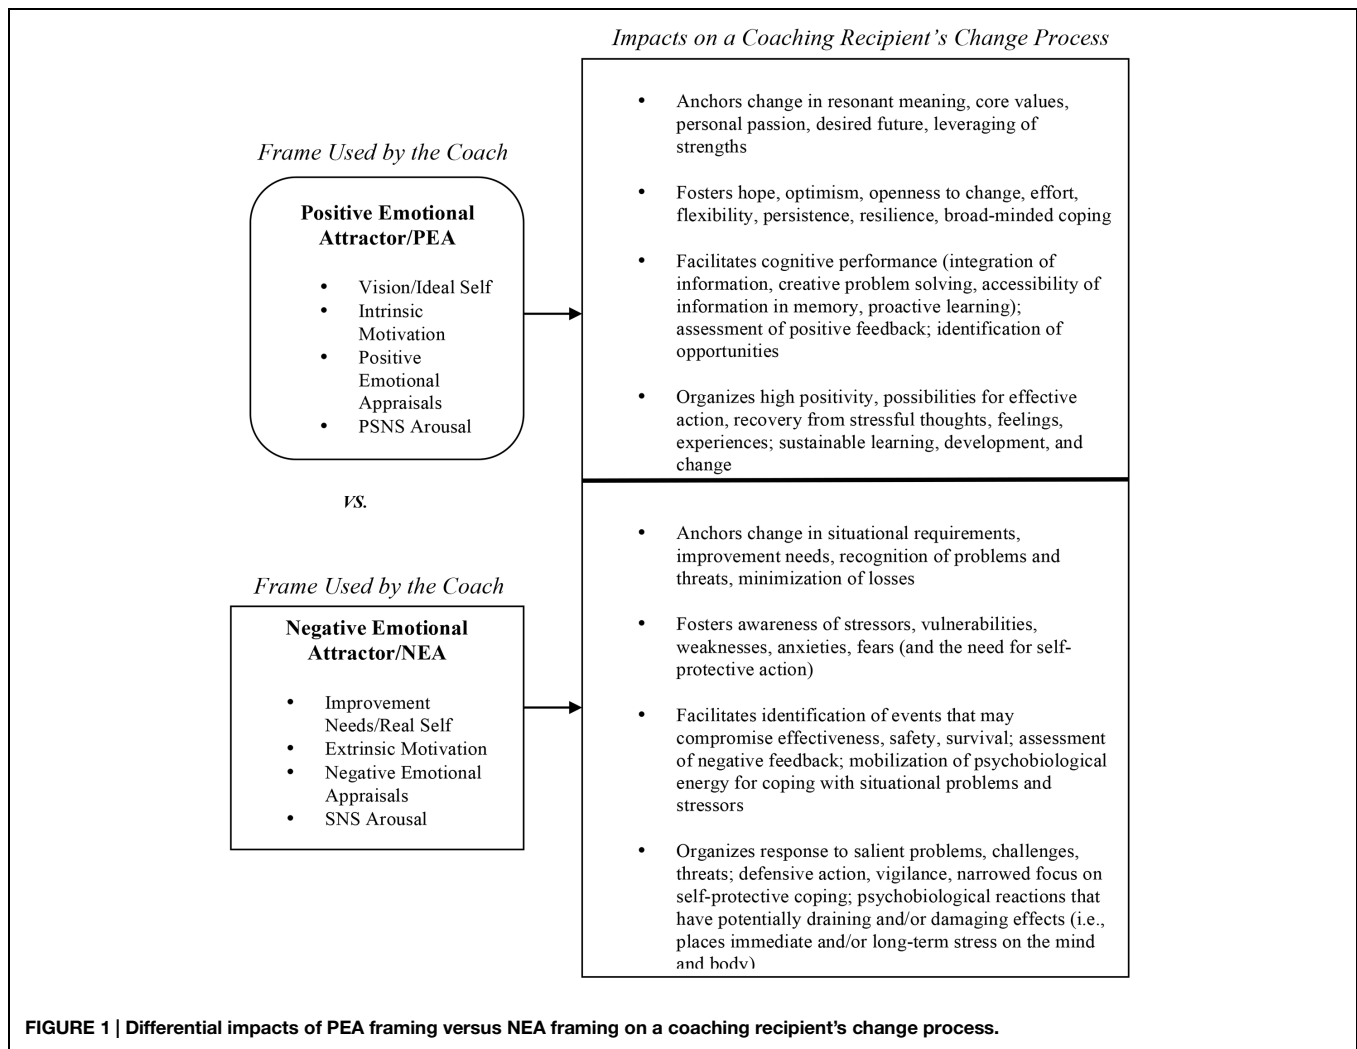 Impacts on a Coaching Recipient's Change Process
Frame Used by the Coach
Positive Emotional
Attractor/PEA
• Vision/Ideal Self
• Intrinsic
Motivation
• Positive
Emotional
Appraisals
• PSNS Arousal
• Anchors change in resonant meaning, core values,
personal passion, desired future, leveraging of
strengths
• Fosters hope, optimism, openness to change, effort,
flexibility, persistence, resilience, broad-minded coping
• Facilitates cognitive performance (integration of
information, creative problem solving, accessibility of
information in memory, proactive learning);
assessment of positive feedback; identification of
opportunities
• Organizes high positivity, possibilities for effective
action, recovery from stressful thoughts, feelings,
experiences; sustainable learning, development, and
change
VS.
Frame Used by the Coach
Negative Emotional
Attractor/NEA
• Improvement
Needs/Real Self
• Extrinsic Motivation
• Negative Emotional
Appraisals
• SNS Arousal
• Anchors change in situational requirements,
improvement needs, recognition of problems and
threats, minimization of losses
• Fosters awareness of stressors, vulnerabilities,
weaknesses, anxieties, fears (and the need for self-
protective action)
• Facilitates identification of events that may
compromise effectiveness, safety, survival; assessment
of negative feedback; mobilization of psychobiological
energy for coping with situational problems and
stressors
• Organizes response to salient problems, challenges,
threats; defensive action, vigilance, narrowed focus on
self-protective coping; psychobiological reactions that
have potentially draining and/or damaging effects (i.e.,
places immediate and/or long-term stress on the mind
and body)
FIGURE 1 | Differential impacts of PEA framing versus NEA framing on a coaching recipient's change process.